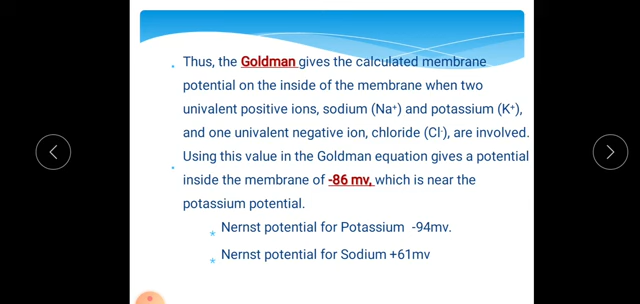 Thus, the Goldman gives the calculated membrane
potential on the inside of the membrane when two
univalent positive ions, sodium (Na⁺) and potassium (K⁺),
and one univalent negative ion, chloride (Cl⁻), are involved.
Using this value in the Goldman equation gives a potential
inside the membrane of -86 mv, which is near the
potassium potential.
Nernst potential for Potassium -94mv.
Nernst potential for Sodium +61mv